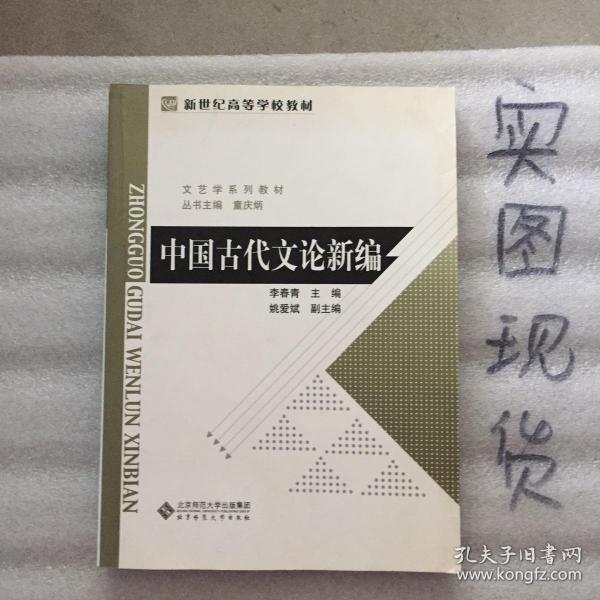 新世纪高等学校教材
文艺学系列教材
丛书主编 童庆炳
中国古代文论新编
李春青 主编
姚爱斌 副主编
ZHONGGUO GUDAI WENLUN XINBIAN
北京师范大学出版集团
北京师范大学出版社
实图现货
孔夫子旧书网
www.kongfz.com